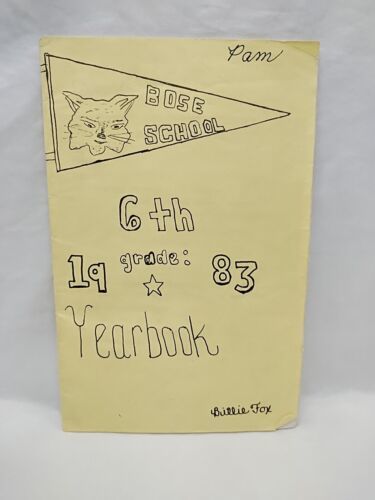 Pam
BOSE
SCHOOL
6th
19 grade: 83
Yearbook
Billie Fox